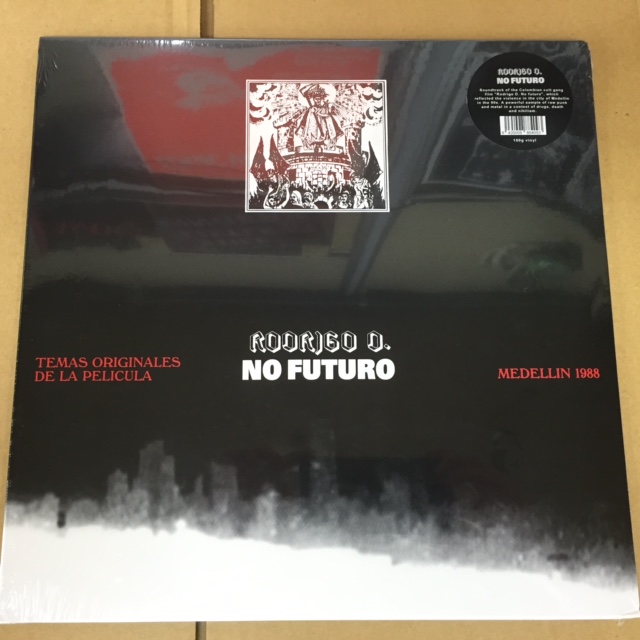 RODRIGO D.
NO FUTURO
Soundtrack of the Colombian cult gang
film "Rodrigo D. No futuro", which
reflected the violence in the city of Medellin
in the 80s. A powerful sample of raw punk
and metal in a context of drugs, death
and nihilism.
180g vinyl
RODRIGO D.
NO FUTURO
TEMAS ORIGINALES
DE LA PELICULA
MEDELLIN 1988